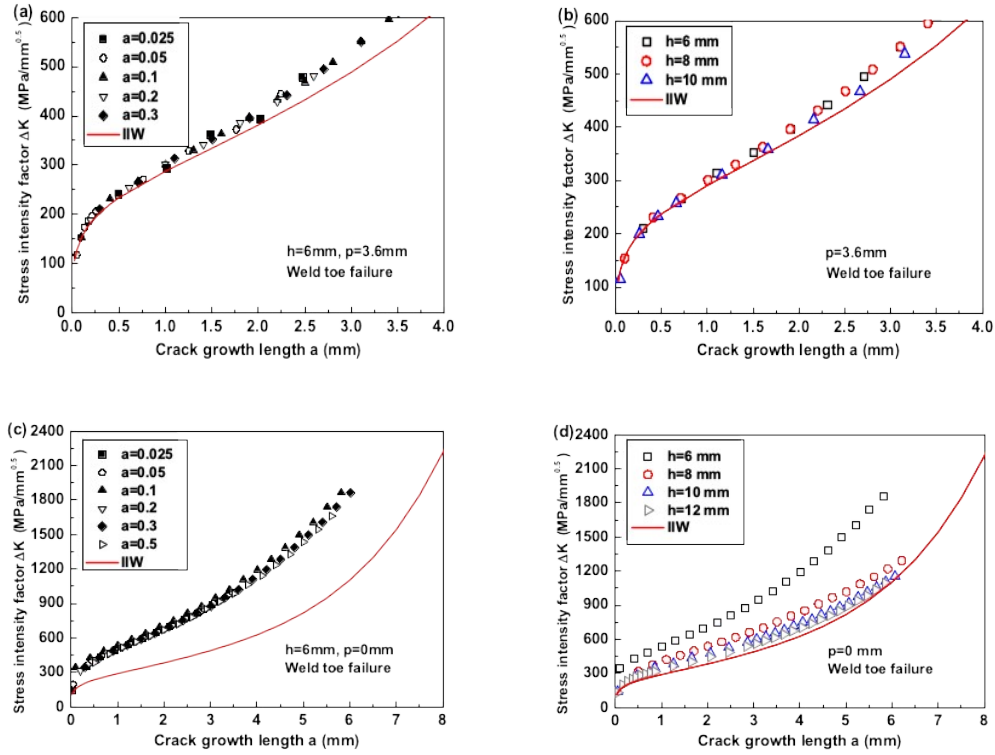 (a)
600
500
400
300
200
100
0
Stress intensity factor ΔK (MPa/mm^0.5)
a=0.025
a=0.05
a=0.1
a=0.2
a=0.3
IIW
h=6mm, p=3.6mm
Weld toe failure
0.0 0.5 1.0 1.5 2.0 2.5 3.0 3.5 4.0
Crack growth length a (mm)
(b)
600
500
400
300
200
100
Stress intensity factor ΔK (MPa/mm^0.5)
h=6 mm
h=8 mm
h=10 mm
IIW
p=3.6mm
Weld toe failure
0.0 0.5 1.0 1.5 2.0 2.5 3.0 3.5 4.0
Crack growth length a (mm)
(c)
2400
2100
1800
1500
1200
900
600
300
0
Stress intensity factor ΔK (MPa/mm^0.5)
a=0.025
a=0.05
a=0.1
a=0.2
a=0.3
a=0.5
IIW
h=6mm, p=0mm
Weld toe failure
0 1 2 3 4 5 6 7 8
Crack growth length a (mm)
(d)
2400
2100
1800
1500
1200
900
600
300
0
Stress intensity factor ΔK (MPa/mm^0.5)
h=6 mm
h=8 mm
h=10 mm
h=12 mm
IIW
p=0 mm
Weld toe failure
0 1 2 3 4 5 6 7 8
Crack growth length a (mm)